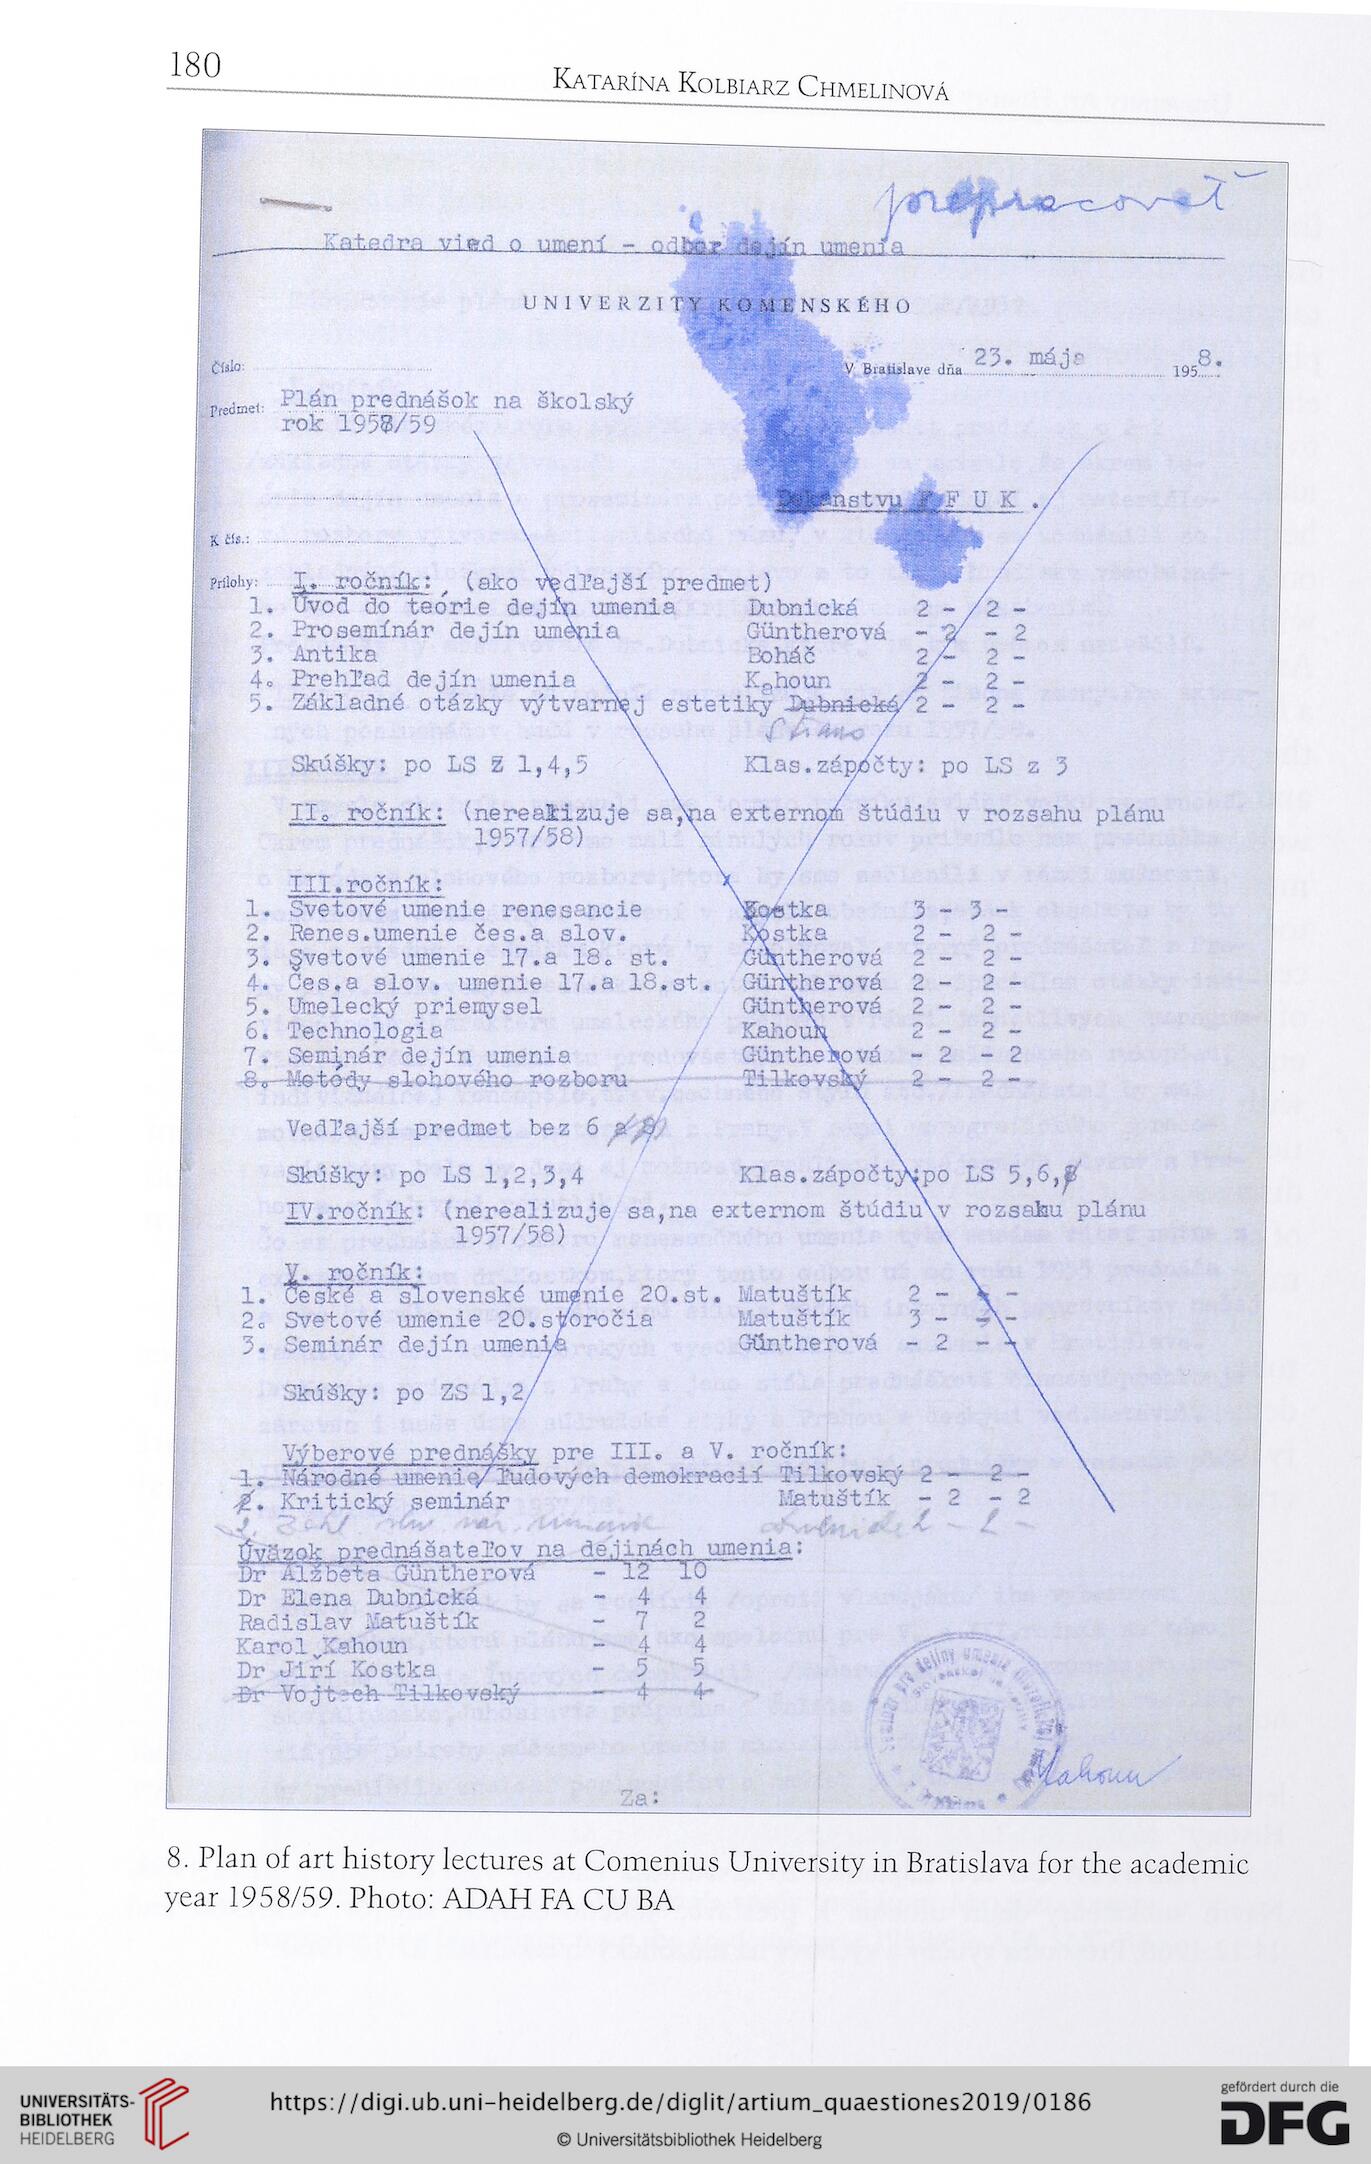 180
Katarína Kolbiarz Chmelinová
prepracovať
Katedra vied o umení - odbor dejín umenia
UNIVERZITY KOMENSKÉHO
Číslo:
V Bratislave dňa 23. mája 1958.
Predmet: Plán prednášok na školský
rok 1958/59
Dekanstvu F F U K .
K čís.:
Prílohy: I. ročník: (ako vedľajší predmet)
1. Úvod do teórie dejín umenia Dubnická 2 - 2 -
2. Proseminár dejín umenia Güntherová - 2 - 2
3. Antika Boháč 2 - 2 -
4. Prehľad dejín umenia Kahoun 2 - 2 -
5. Základné otázky výtvarnej estetiky Dubnická 2 - 2 -
Skúšky: po LS z 1,4,5 Klas.zápočty: po LS z 3
II. ročník: (nerealizuje sa,na externom štúdiu v rozsahu plánu
1957/58)
III.ročník:
1. Svetové umenie renesancie Kostka 3 - 3 -
2. Renes.umenie čes.a slov. Kostka 2 - 2 -
3. Svetové umenie 17.a 18. st. Güntherová 2 - 2 -
4. Čes.a slov. umenie 17.a 18.st. Güntherová 2 - 2 -
5. Umelecký priemysel Güntherová 2 - 2 -
6. Technologia Kahoun 2 - 2 -
7. Seminár dejín umenia Güntherová - 2 - 2
8. Metódy slohového rozboru Tilkovský 2 - 2 -
Vedľajší predmet bez 6 a 8
Skúšky: po LS 1,2,3,4 Klas.zápočty:po LS 5,6,8
IV.ročník: (nerealizuje sa,na externom štúdiu v rozsahu plánu
1957/58)
V. ročník:
1. České a slovenské umenie 20.st. Matuštík 2 - -
2. Svetové umenie 20.storočia Matuštík 3 - -
3. Seminár dejín umenia Güntherová - 2 - -
Skúšky: po ZS 1,2
Výberové prednášky pre III. a V. ročník:
1. Národné umenie ľudových demokracií Tilkovský 2 - 2 -
2. Kritický seminár Matuštík - 2 - 2
Úväzok prednášateľov na dejinách umenia:
Dr Alžbeta Güntherová - 12 10
Dr Elena Dubnická - 4 4
Radislav Matuštík - 7 2
Karol Kahoun - 4 4
Dr Jiří Kostka - 5 5
Dr Vojtech Tilkovský - 4 4
Kahoun
Za:
8. Plan of art history lectures at Comenius University in Bratislava for the academic
year 1958/59. Photo: ADAH FA CU BA
UNIVERSITÄTS-
BIBLIOTHEK
HEIDELBERG
https://digi.ub.uni-heidelberg.de/diglit/artium_quaestiones2019/0186
© Universitätsbibliothek Heidelberg
gefördert durch die
DFG